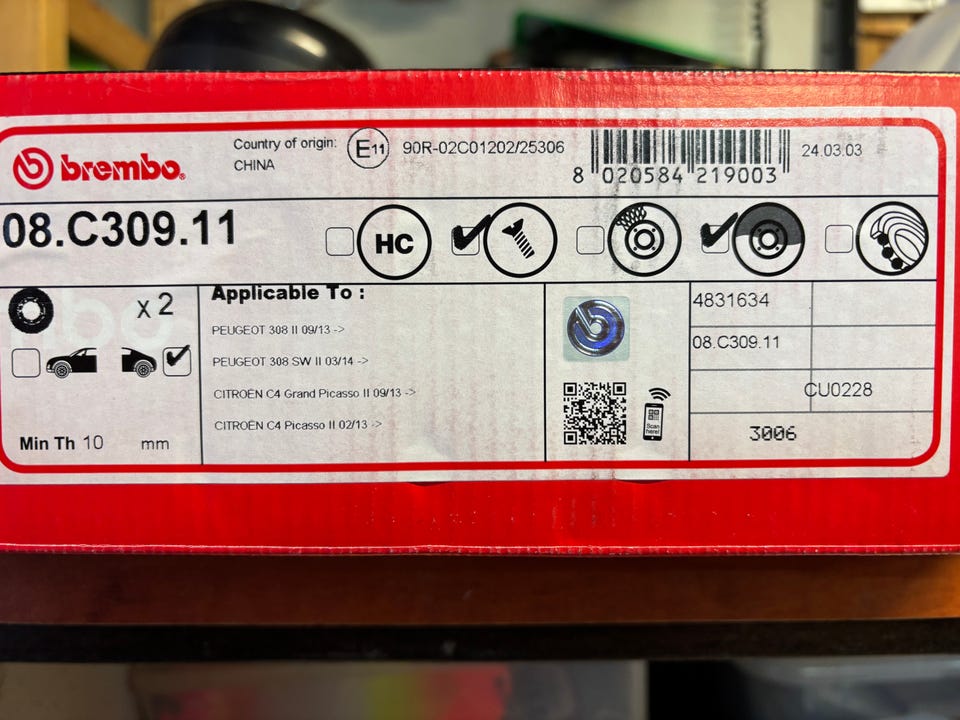 brembo®
Country of origin:
CHINA
E11
90R-02C01202/25306
8 020584 219003
24.03.03
08.C309.11
HC
x 2
Min Th 10 mm
Applicable To :
PEUGEOT 308 II 09/13 ->
PEUGEOT 308 SW II 03/14 ->
CITROËN C4 Grand Picasso II 09/13 ->
CITROËN C4 Picasso II 02/13 ->
Scan
here!
4831634
08.C309.11
CU0228
3006